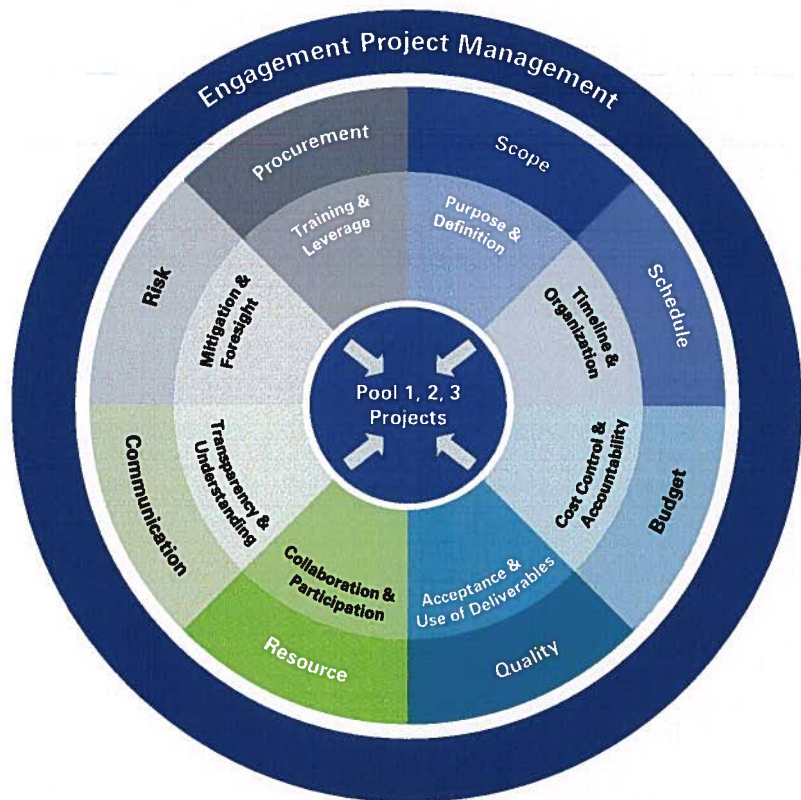 Engagement Project Management
Procurement
Training &
Leverage
Scope
Purpose &
Definition
Schedule
Timeline &
Organization
Budget
Cost Control &
Accountability
Quality
Acceptance &
Use of Deliverables
Resource
Collaboration &
Participation
Communication
Transparency &
Understanding
Risk
Mitigation &
Foresight
Pool 1, 2, 3
Projects